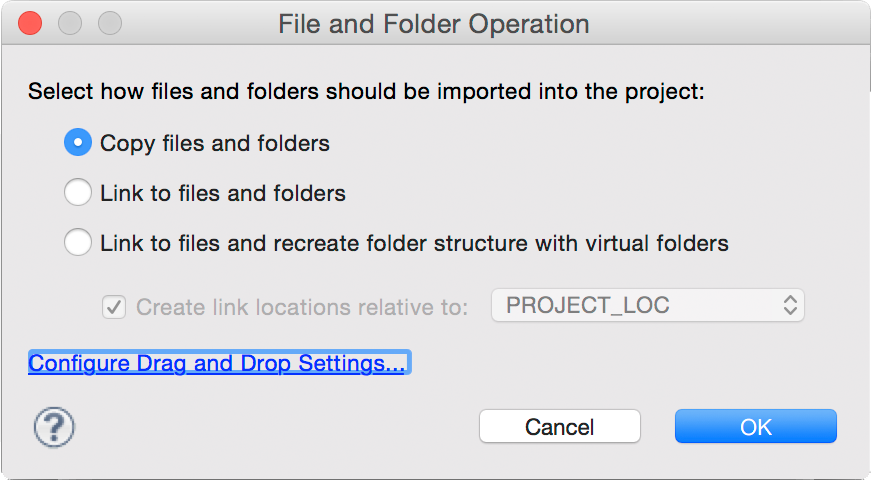 File and Folder Operation
Select how files and folders should be imported into the project:
Copy files and folders
Link to files and folders
Link to files and recreate folder structure with virtual folders
Create link locations relative to: PROJECT_LOC
Configure Drag and Drop Settings...
? Cancel OK